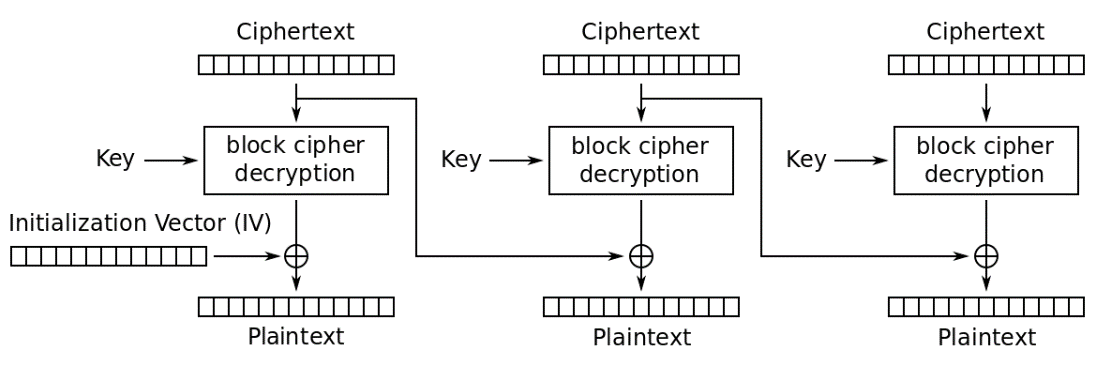 Ciphertext
Ciphertext
Ciphertext
Key
block cipher
decryption
Key
block cipher
decryption
Key
block cipher
decryption
Initialization Vector (IV)
Plaintext
Plaintext
Plaintext